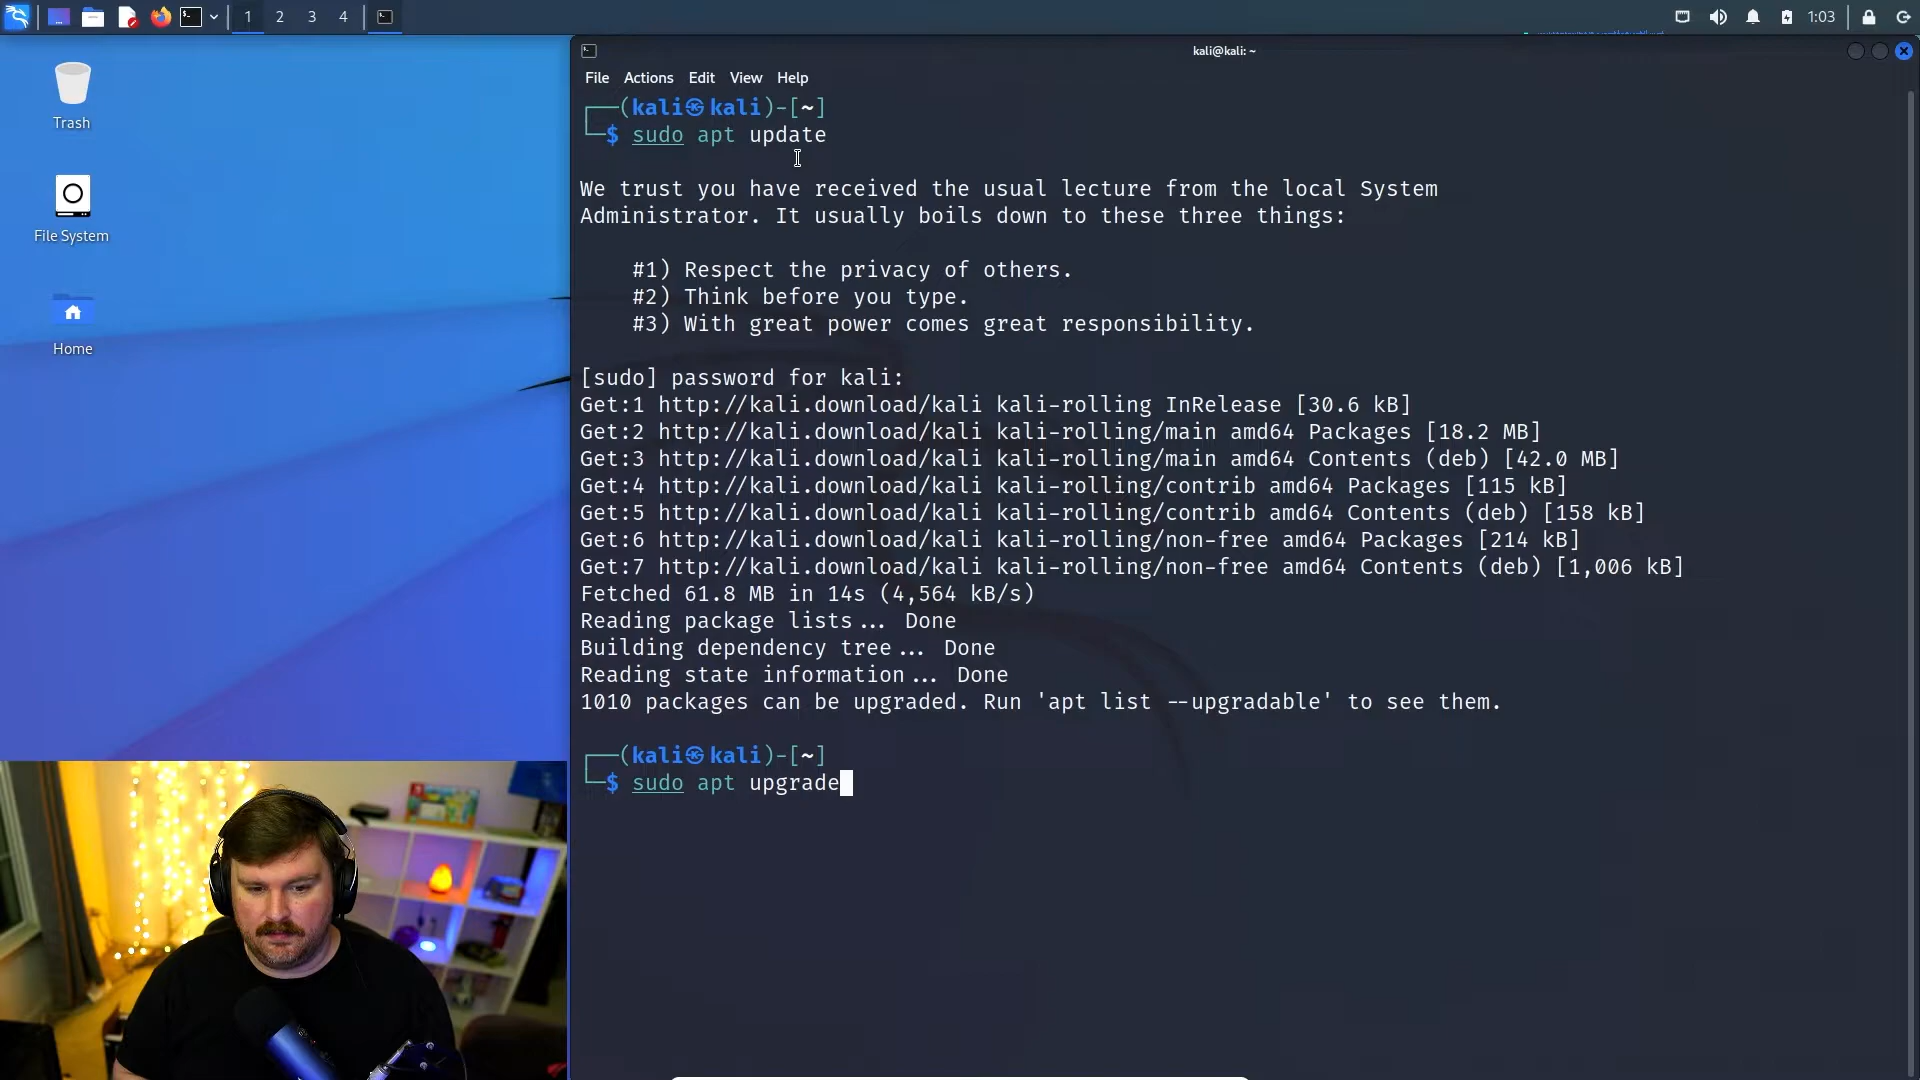 1 2 3 4
1:03
Trash
File System
Home
kali@kali: ~
File Actions Edit View Help
┌──(kali㉿kali)-[~]
└─$ sudo apt update
We trust you have received the usual lecture from the local System
Administrator. It usually boils down to these three things:
#1) Respect the privacy of others.
#2) Think before you type.
#3) With great power comes great responsibility.
[sudo] password for kali:
Get:1 http://kali.download/kali kali-rolling InRelease [30.6 kB]
Get:2 http://kali.download/kali kali-rolling/main amd64 Packages [18.2 MB]
Get:3 http://kali.download/kali kali-rolling/main amd64 Contents (deb) [42.0 MB]
Get:4 http://kali.download/kali kali-rolling/contrib amd64 Packages [115 kB]
Get:5 http://kali.download/kali kali-rolling/contrib amd64 Contents (deb) [158 kB]
Get:6 http://kali.download/kali kali-rolling/non-free amd64 Packages [214 kB]
Get:7 http://kali.download/kali kali-rolling/non-free amd64 Contents (deb) [1,006 kB]
Fetched 61.8 MB in 14s (4,564 kB/s)
Reading package lists... Done
Building dependency tree... Done
Reading state information... Done
1010 packages can be upgraded. Run 'apt list --upgradable' to see them.
┌──(kali㉿kali)-[~]
└─$ sudo apt upgrade